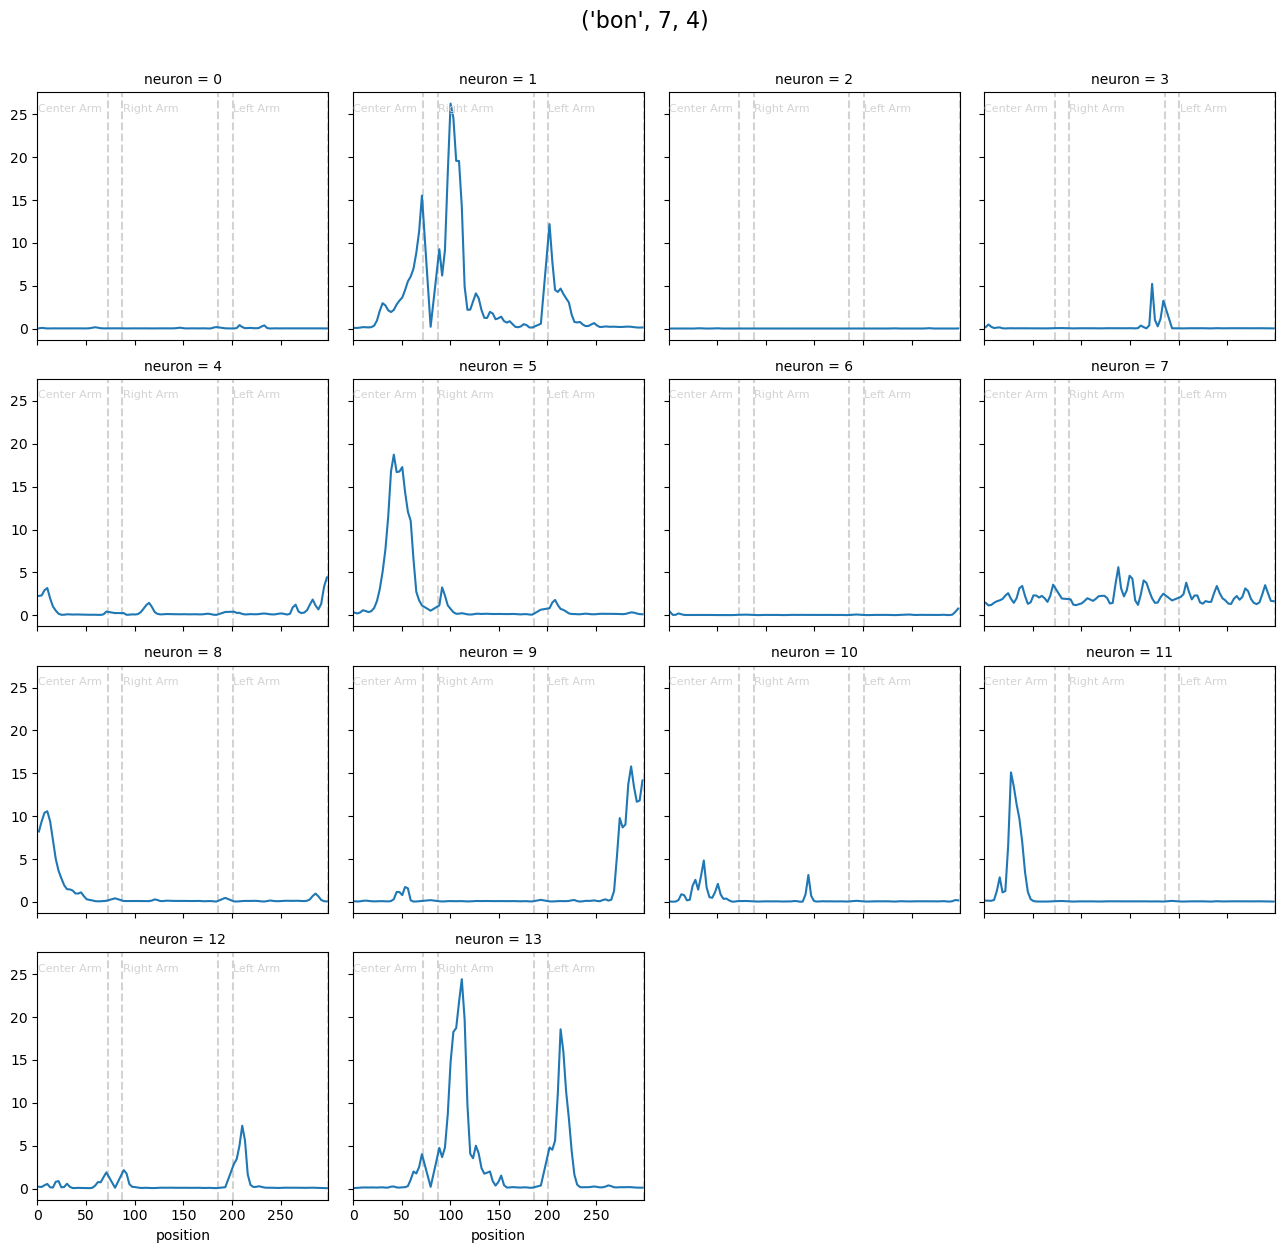 ('bon', 7, 4)
neuron = 0 neuron = 1 neuron = 2 neuron = 3
Center Arm Right Arm Left Arm Center Arm Right Arm Left Arm Center Arm Right Arm Left Arm Center Arm Right Arm Left Arm
25
20
15
10
5
0
neuron = 4 neuron = 5 neuron = 6 neuron = 7
Center Arm Right Arm Left Arm Center Arm Right Arm Left Arm Center Arm Right Arm Left Arm Center Arm Right Arm Left Arm
25
20
15
10
5
0
neuron = 8 neuron = 9 neuron = 10 neuron = 11
Center Arm Right Arm Left Arm Center Arm Right Arm Left Arm Center Arm Right Arm Left Arm Center Arm Right Arm Left Arm
25
20
15
10
5
0
neuron = 12 neuron = 13
Center Arm Right Arm Left Arm Center Arm Right Arm Left Arm
25
20
15
10
5
0
0 50 100 150 200 250 0 50 100 150 200 250
position position